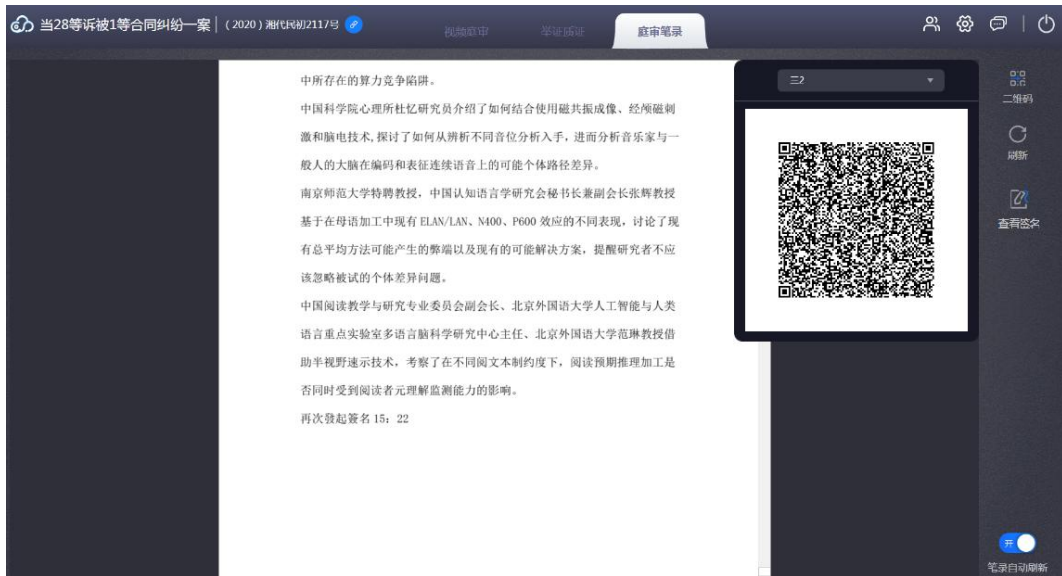 当28等诉被1等合同纠纷一案 | (2020)湘代民初2117号
视频庭审 举证质证 庭审笔录
三2
二维码
刷新
查看签名
中所存在的算力竞争陷阱。
中国科学院心理所杜忆研究员介绍了如何结合使用磁共振成像、经颅磁刺
激和脑电技术,探讨了如何从辨析不同音位分析入手，进而分析音乐家与一
般人的大脑在编码和表征连续语音上的可能个体路径差异。
南京师范大学特聘教授，中国认知语言学研究会秘书长兼副会长张辉教授
基于在母语加工中现有 ELAN/LAN、N400、P600 效应的不同表现，讨论了现
有总平均方法可能产生的弊端以及现有的可能解决方案，提醒研究者不应
该忽略被试的个体差异问题。
中国阅读教学与研究专业委员会副会长、北京外国语大学人工智能与人类
语言重点实验室多语言脑科学研究中心主任、北京外国语大学范琳教授借
助半视野速示技术，考察了在不同阅文本制约度下，阅读预期推理加工是
否同时受到阅读者元理解监测能力的影响。
再次發起簽名 15：22
开
笔录自动刷新